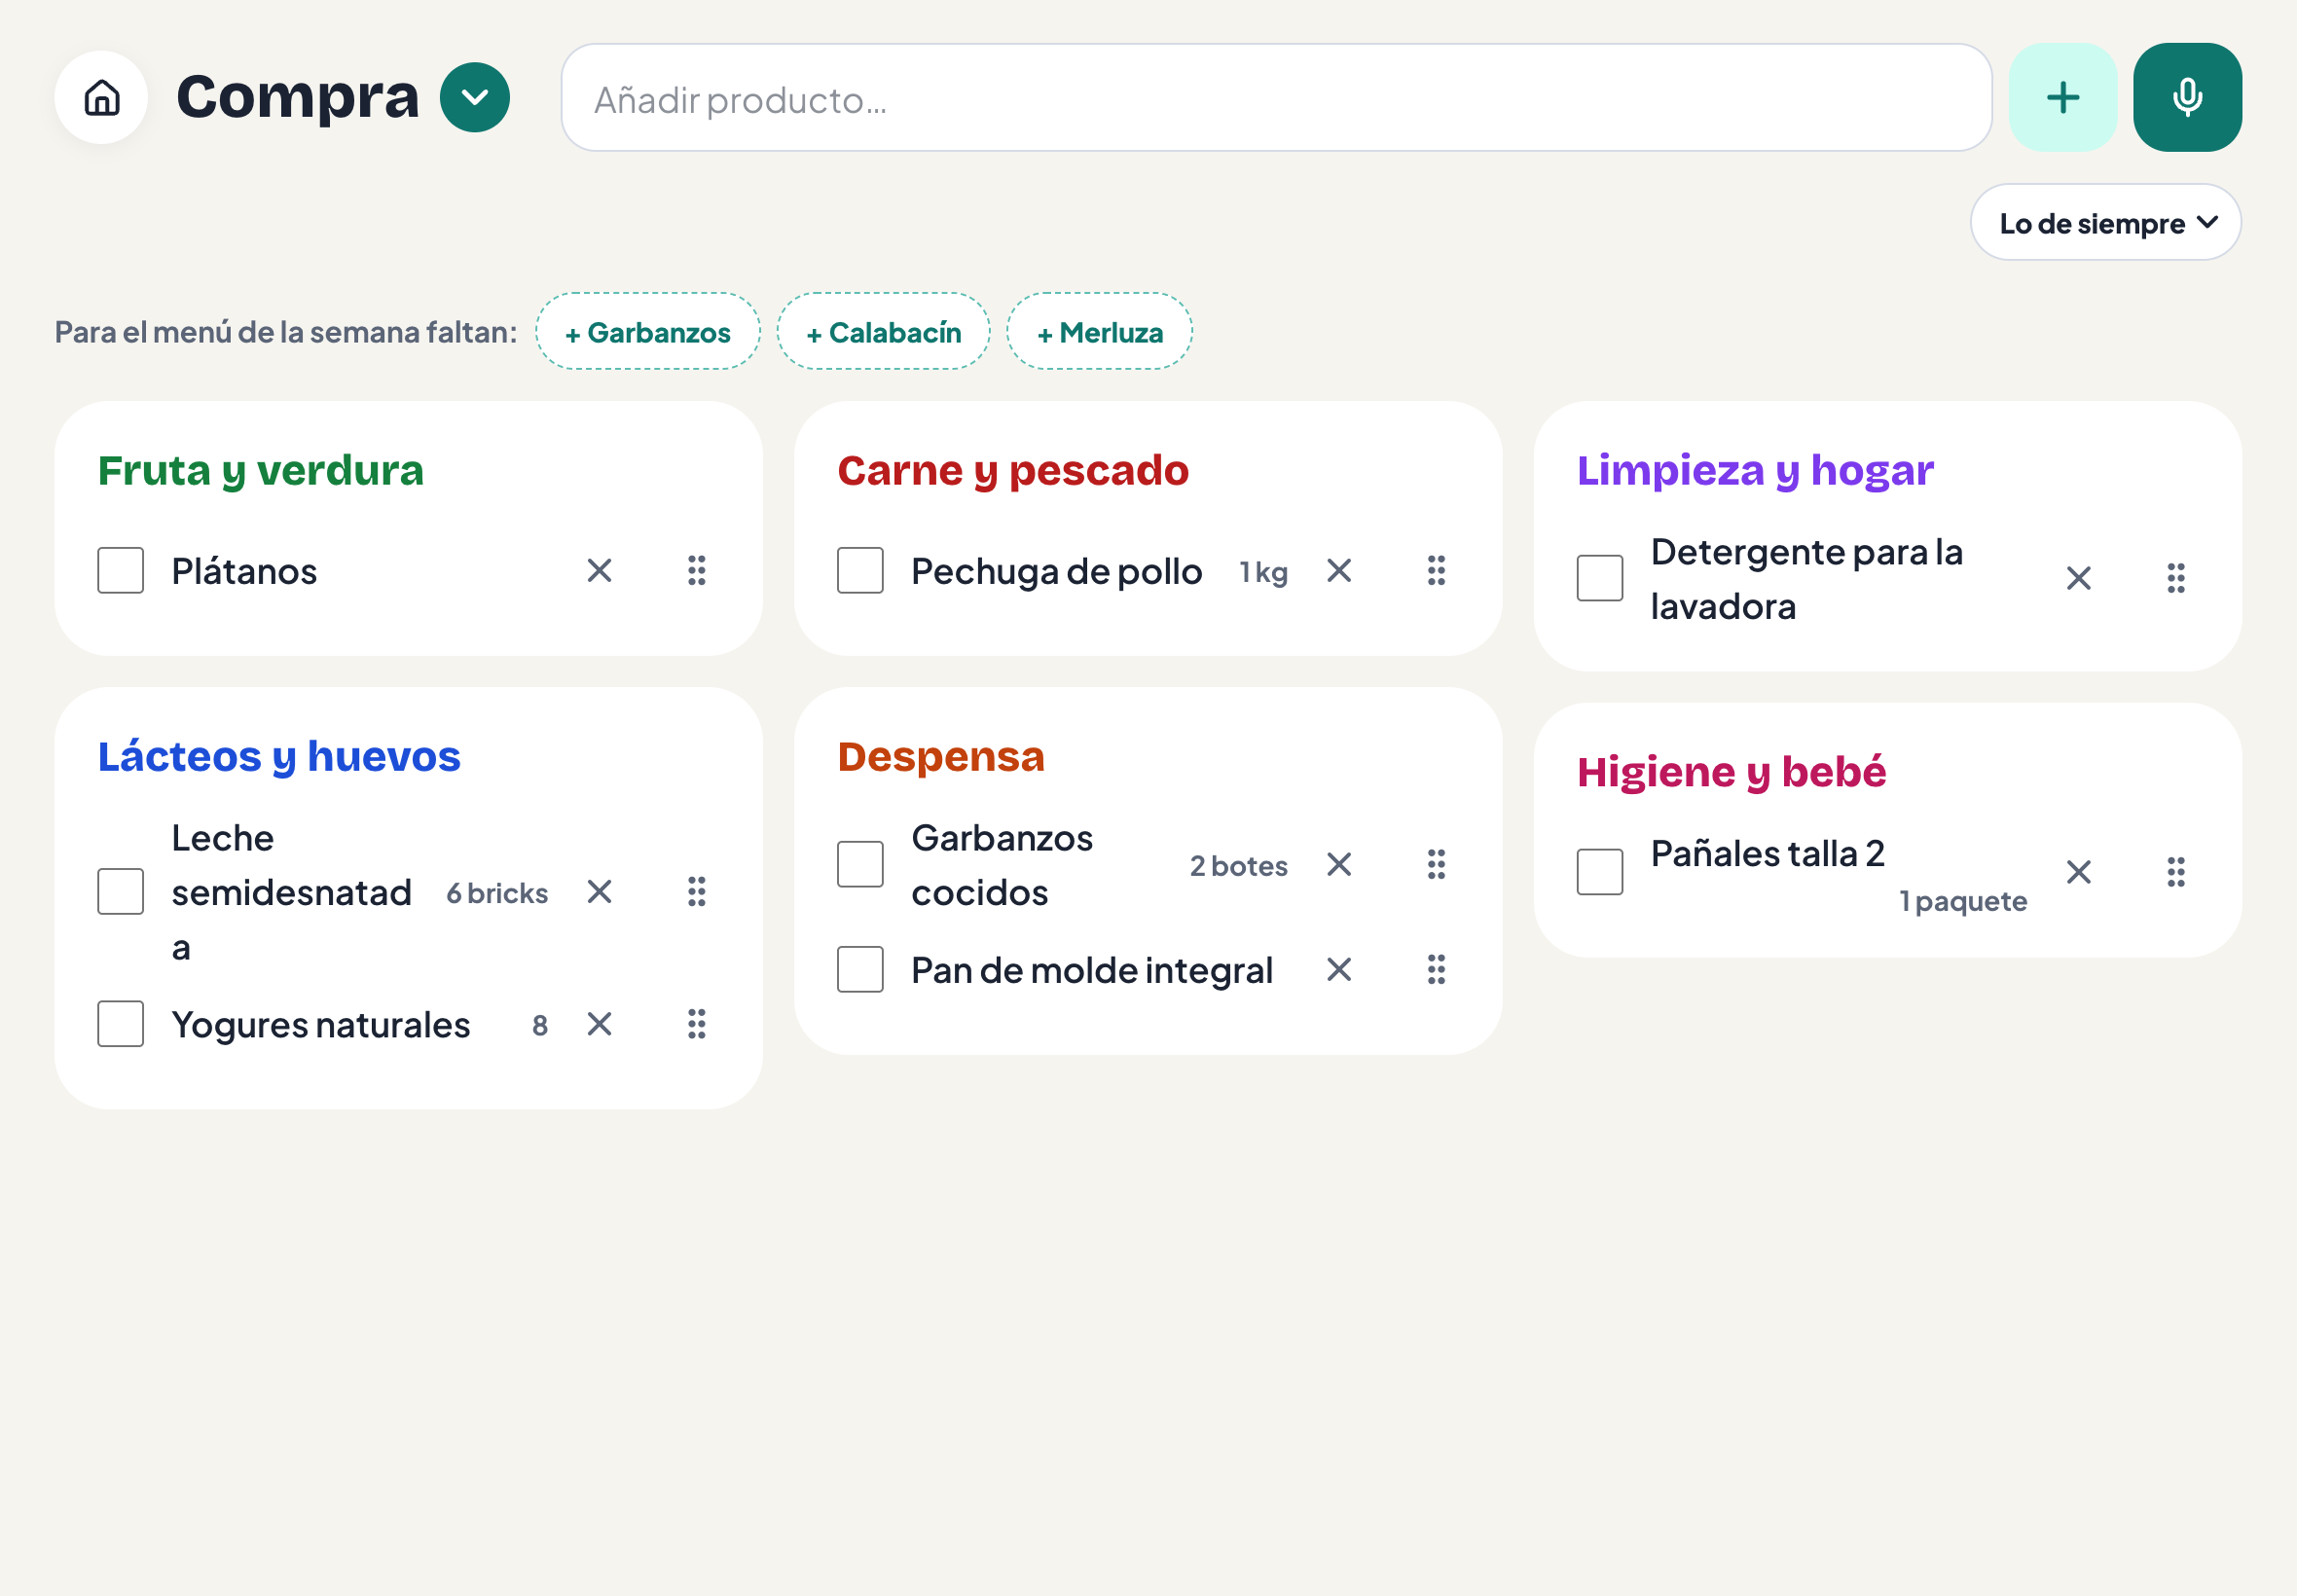 Compra
Añadir producto...
Lo de siempre
Para el menú de la semana faltan:
+ Garbanzos
+ Calabacín
+ Merluza
Fruta y verdura
Plátanos
Lácteos y huevos
Leche
semidesnatad
a
6 bricks
Yogures naturales
8
Carne y pescado
Pechuga de pollo
1 kg
Despensa
Garbanzos
cocidos
2 botes
Pan de molde integral
Limpieza y hogar
Detergente para la
lavadora
Higiene y bebé
Pañales talla 2
1 paquete